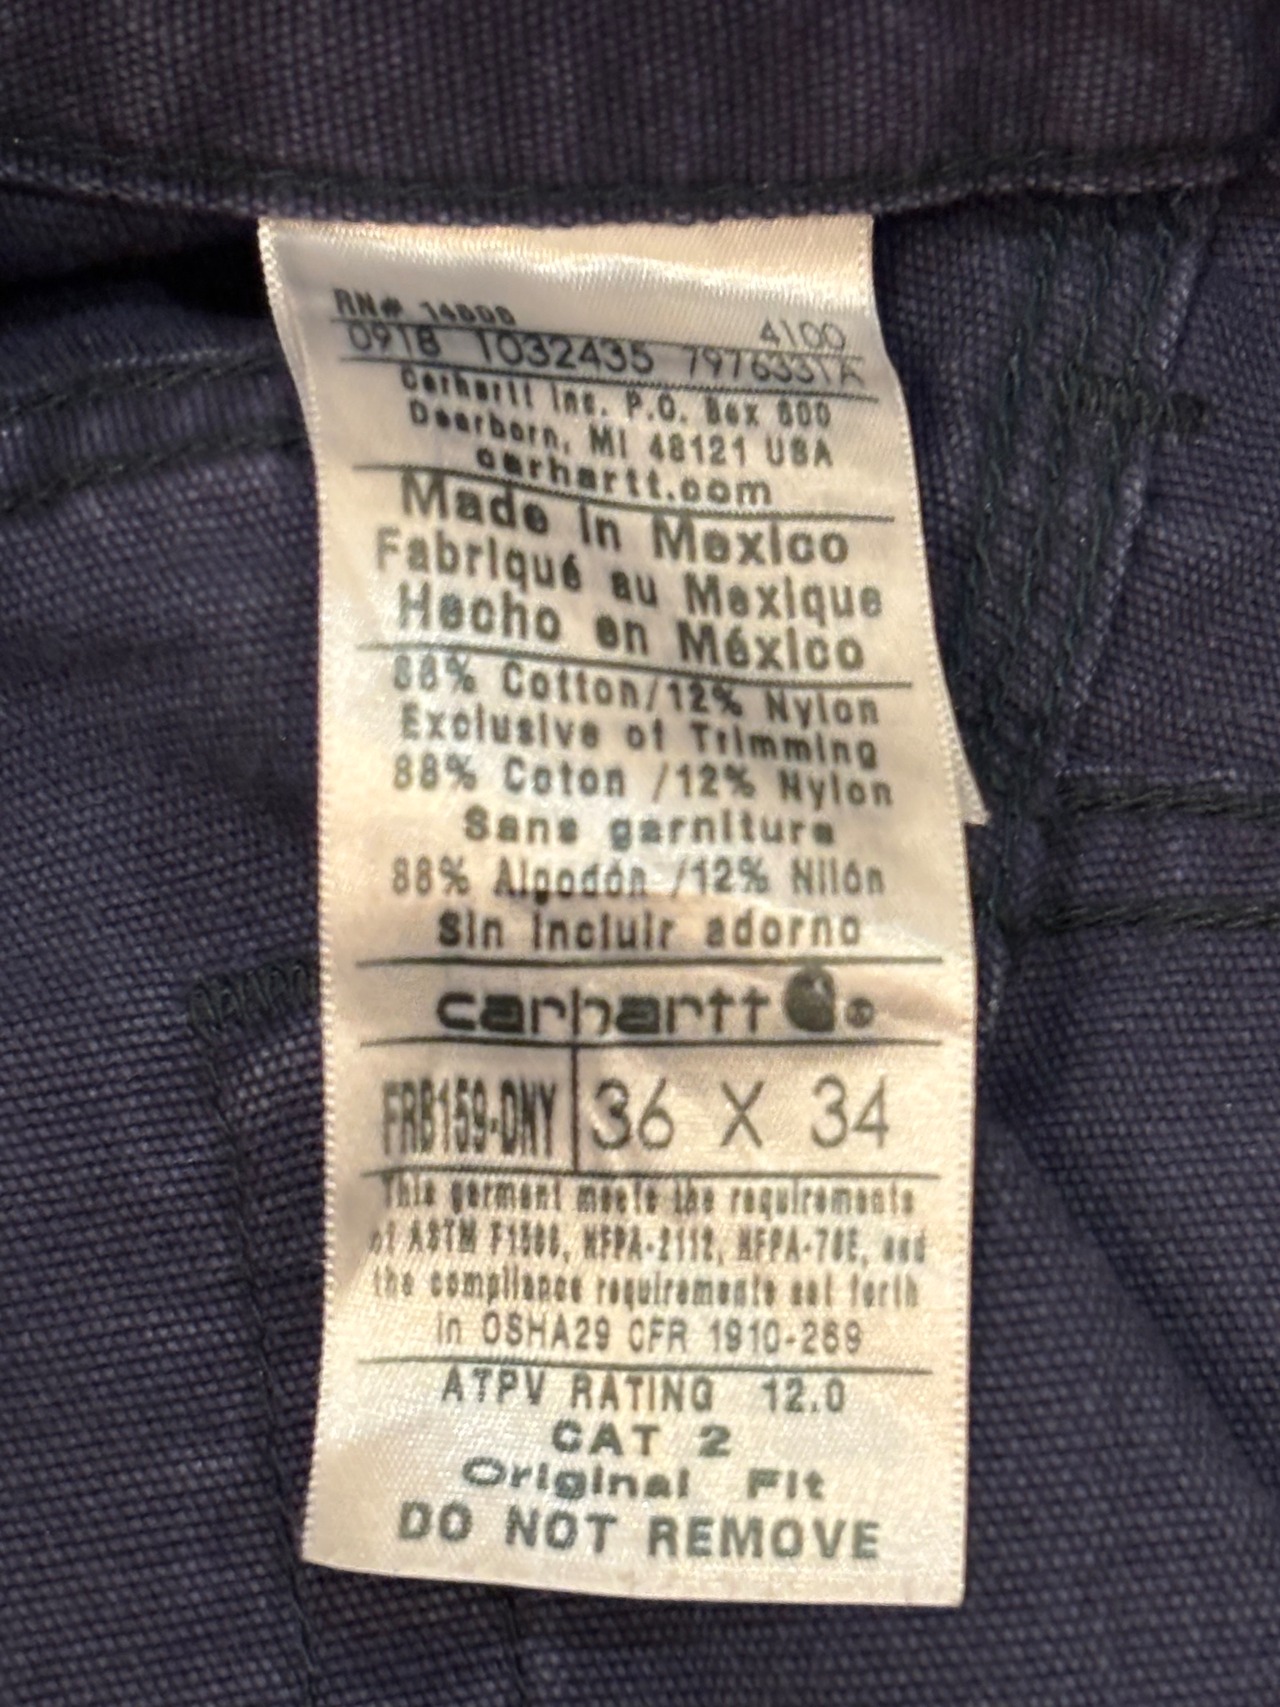 RN# 14806
4100
0918 1032435 7976331A
Carhartt Inc. P.O. Box 600
Dearborn, MI 48121 USA
carhartt.com
Made in Mexico
Fabriqué au Mexique
Hecho en México
88% Cotton/12% Nylon
Exclusive of Trimming
88% Coton /12% Nylon
Sans garniture
88% Algodón /12% Nilón
Sin incluir adorno
carhartt ®
FRB159-DNY 36 X 34
This garment meets the requirements
of ASTM F1506, NFPA-2112, NFPA-70E, and
the compliance requirements set forth
in OSHA29 CFR 1910-269
ATPV RATING 12.0
CAT 2
Original Fit
DO NOT REMOVE